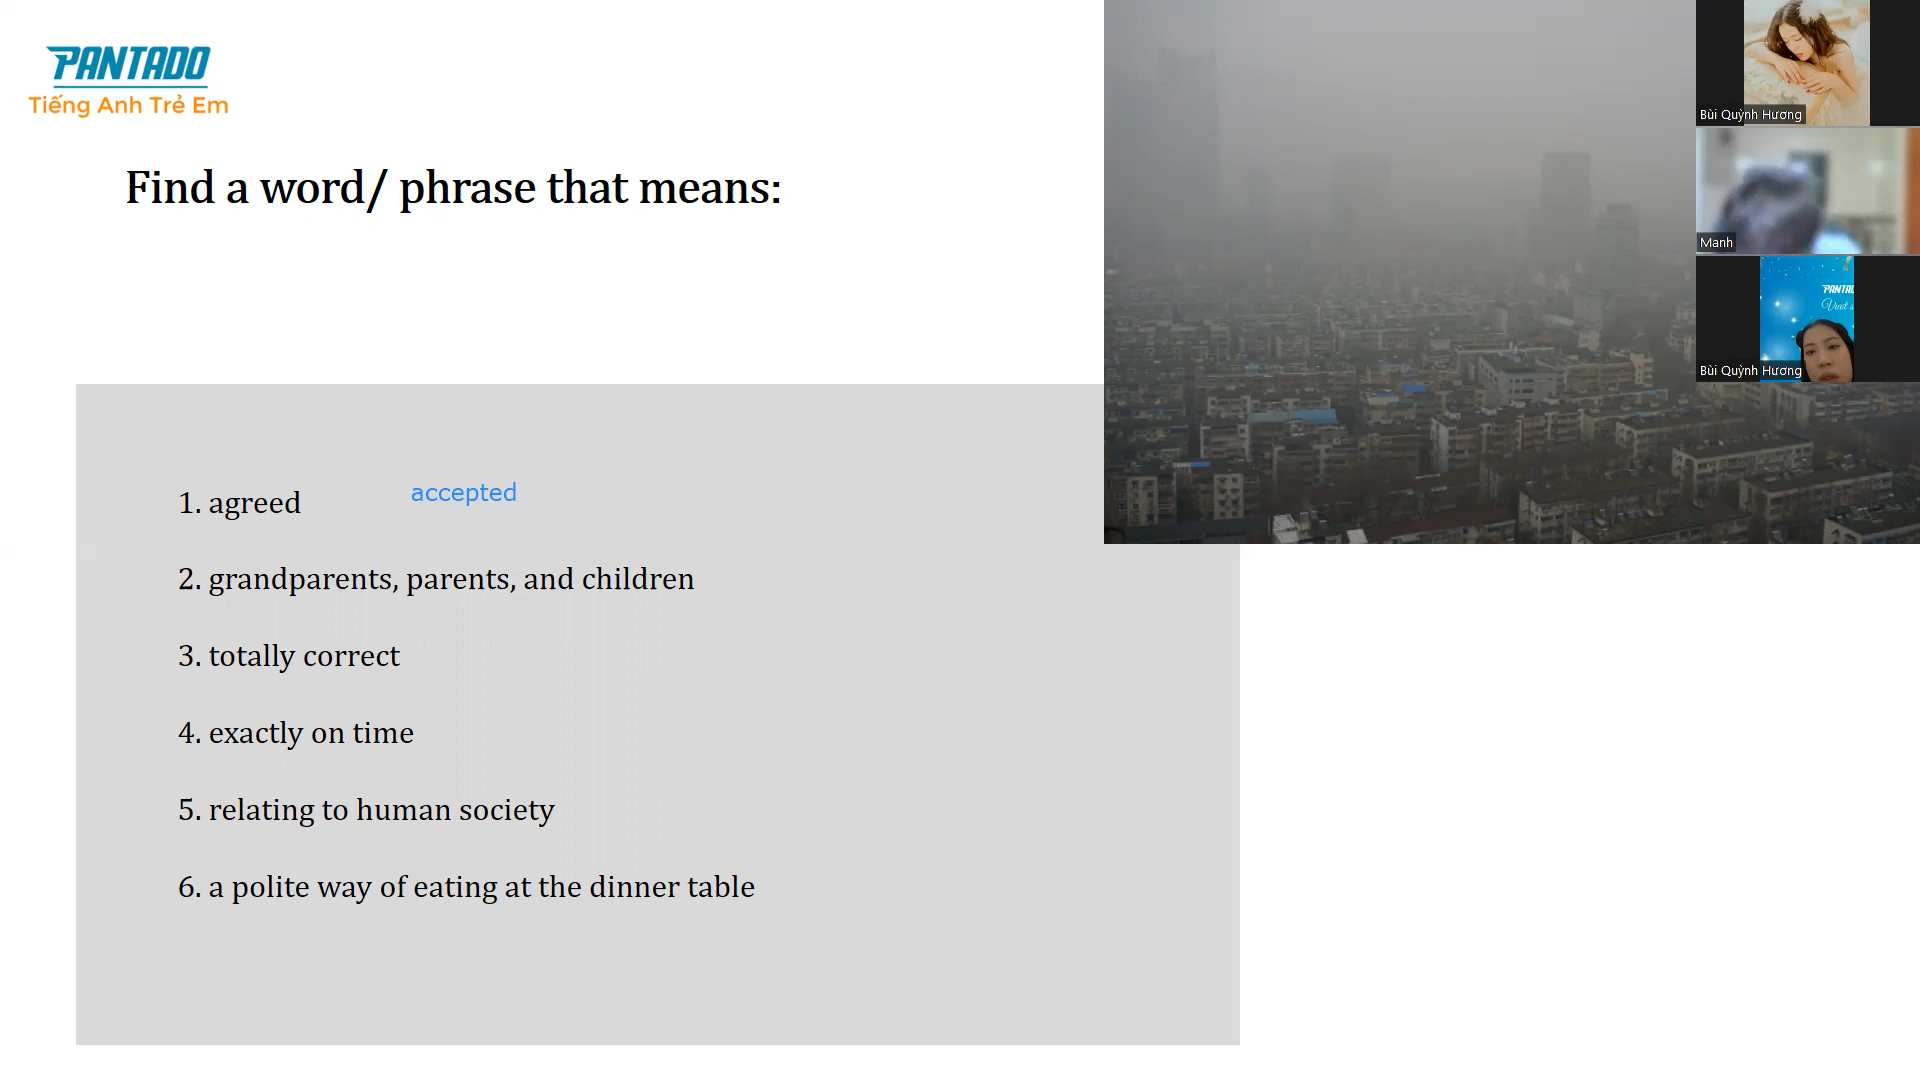 PANTADO
Tiếng Anh Trẻ Em
Find a word/ phrase that means:
1. agreed
accepted
2. grandparents, parents, and children
3. totally correct
4. exactly on time
5. relating to human society
6. a polite way of eating at the dinner table
Bùi Quỳnh Hương
Manh
PANTAD
Bùi Quỳnh Hương